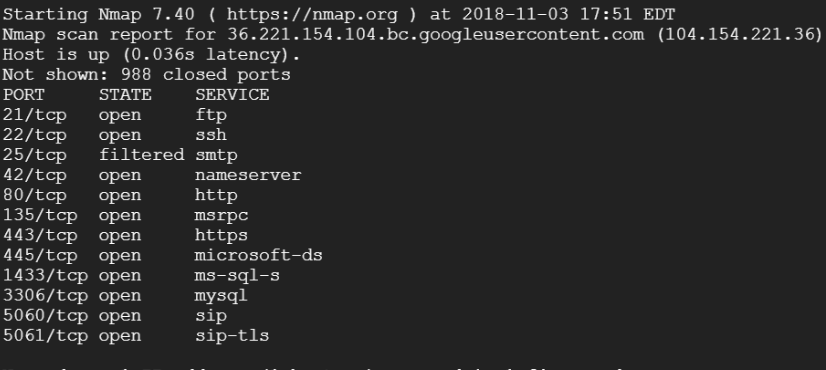 Starting Nmap 7.40 ( https://nmap.org ) at 2018-11-03 17:51 EDT
Nmap scan report for 36.221.154.104.bc.googleusercontent.com (104.154.221.36)
Host is up (0.036s latency).
Not shown: 988 closed ports
PORT     STATE    SERVICE
21/tcp   open     ftp
22/tcp   open     ssh
25/tcp   filtered smtp
42/tcp   open     nameserver
80/tcp   open     http
135/tcp  open     msrpc
443/tcp  open     https
445/tcp  open     microsoft-ds
1433/tcp open     ms-sql-s
3306/tcp open     mysql
5060/tcp open     sip
5061/tcp open     sip-tls